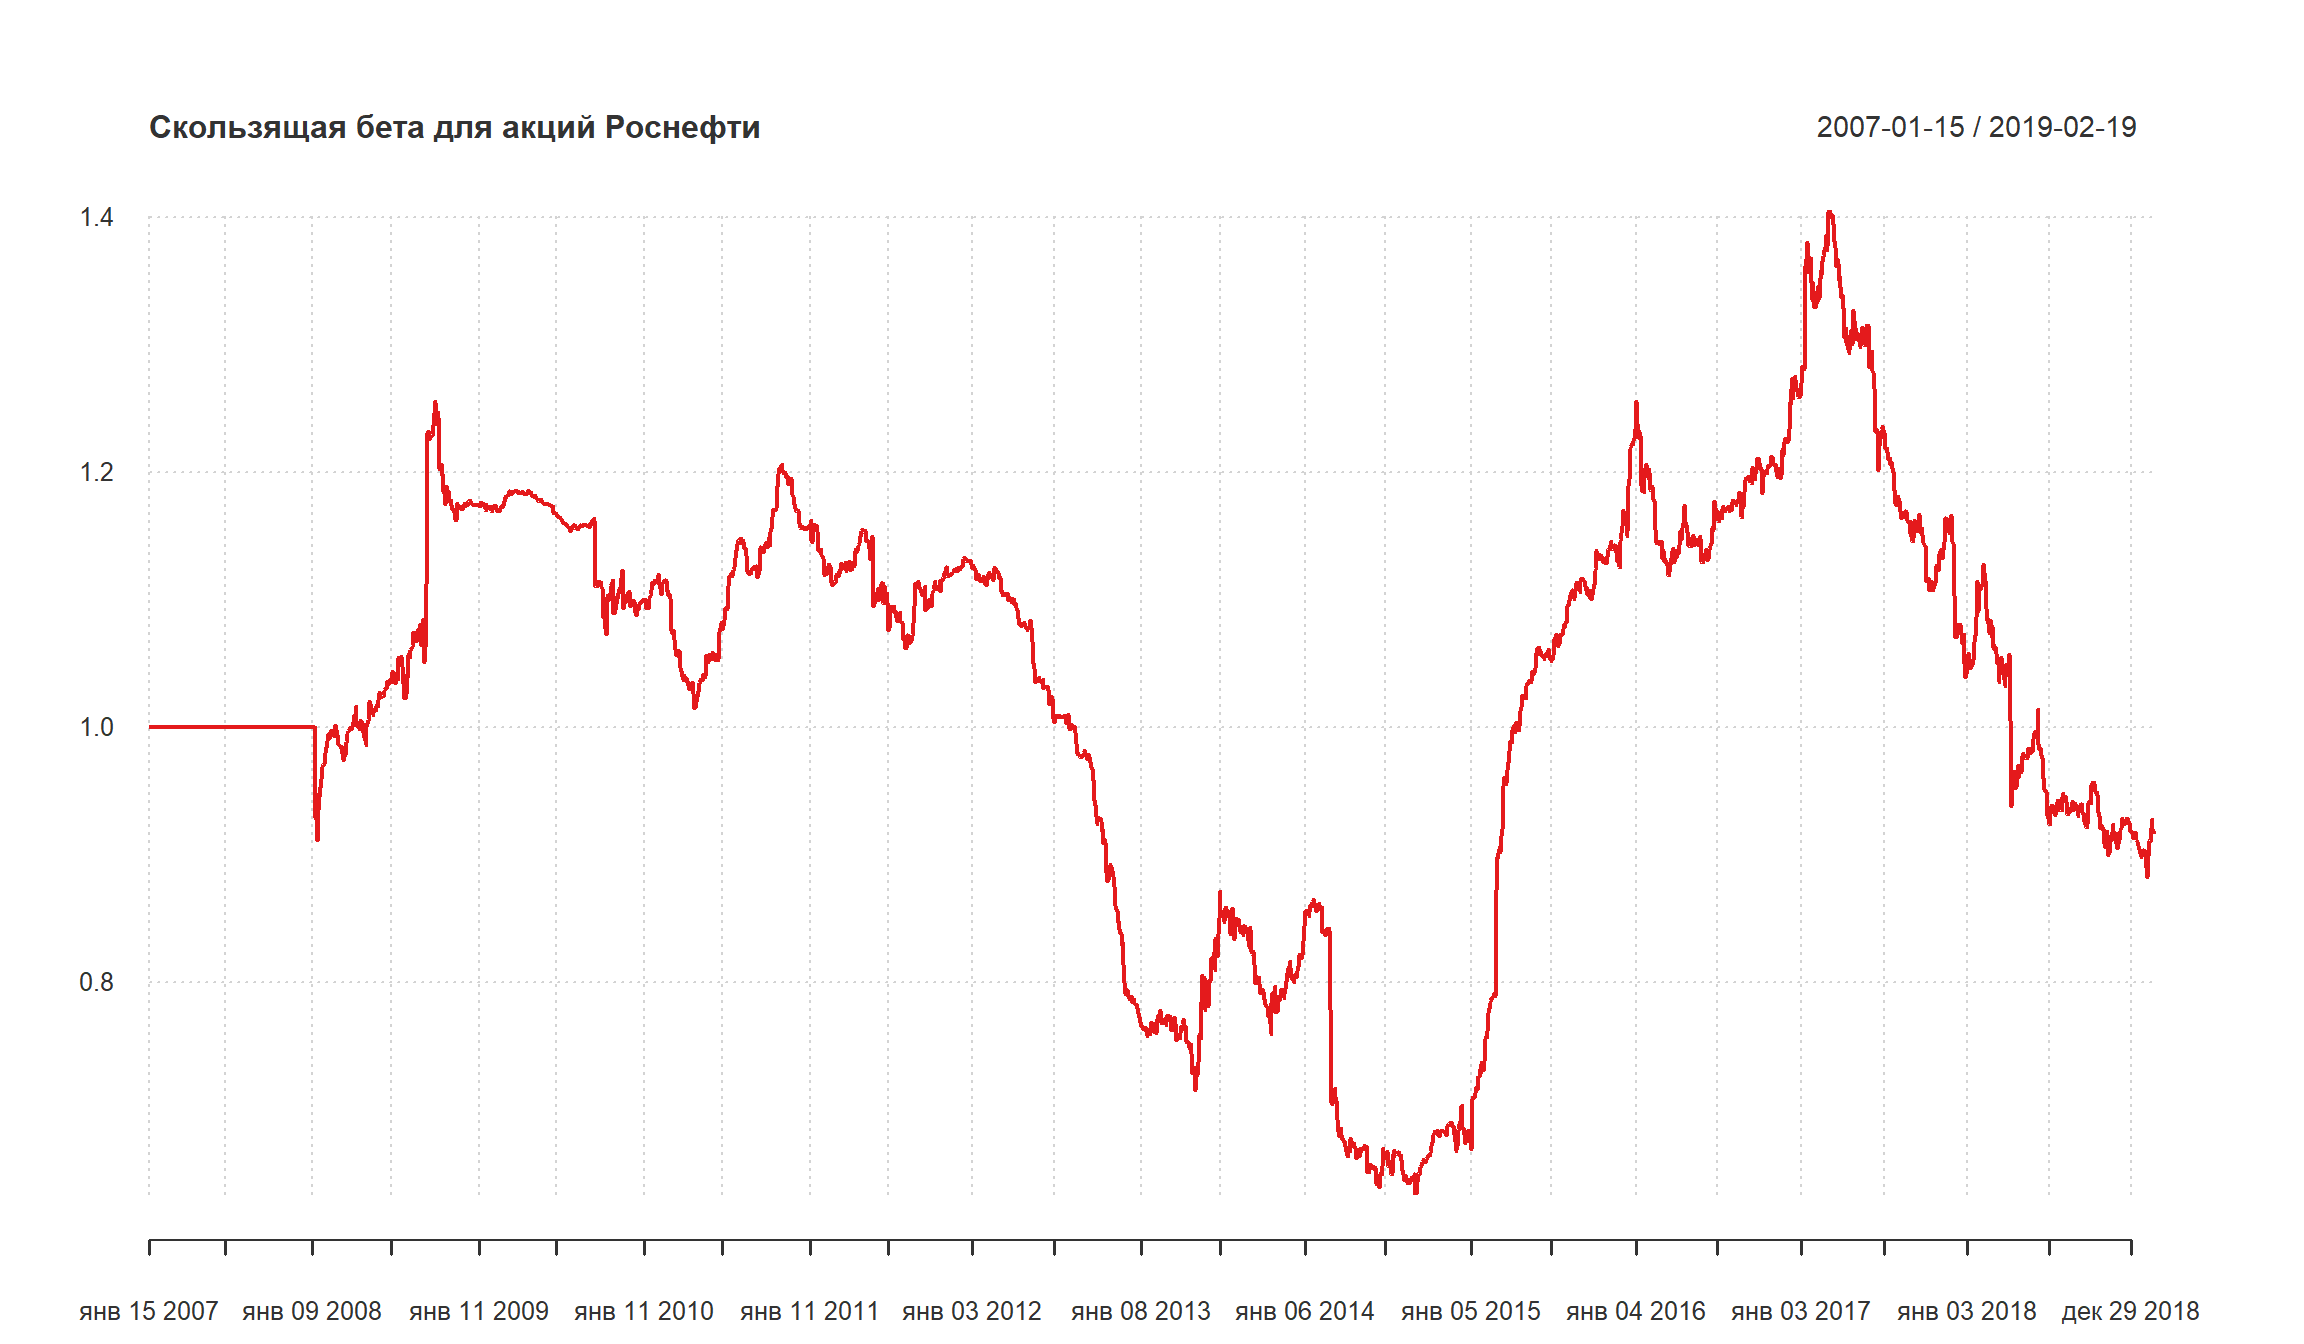 Скользящая бета для акций Роснефти
2007-01-15 / 2019-02-19
1.4
1.2
1.0
0.8
янв 15 2007
янв 09 2008
янв 11 2009
янв 11 2010
янв 11 2011
янв 03 2012
янв 08 2013
янв 06 2014
янв 05 2015
янв 04 2016
янв 03 2017
янв 03 2018
дек 29 2018